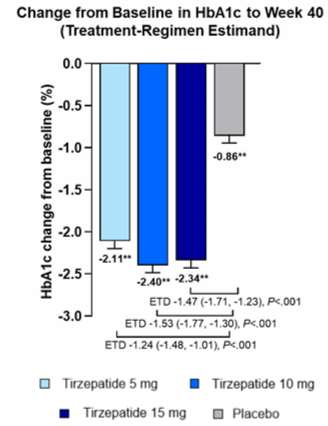 Change from Baseline in HbA1c to Week 40
(Treatment-Regimen Estimand)
HbA1c change from baseline (%)
0.0
-0.5
-1.0
-1.5
-2.0
-2.5
-3.0
-2.11**
-2.40**
-2.34**
-0.86**
ETD -1.47 (-1.71, -1.23), P<.001
ETD -1.53 (-1.77, -1.30), P<.001
ETD -1.24 (-1.48, -1.01), P<.001
Tirzepatide 5 mg
Tirzepatide 10 mg
Tirzepatide 15 mg
Placebo